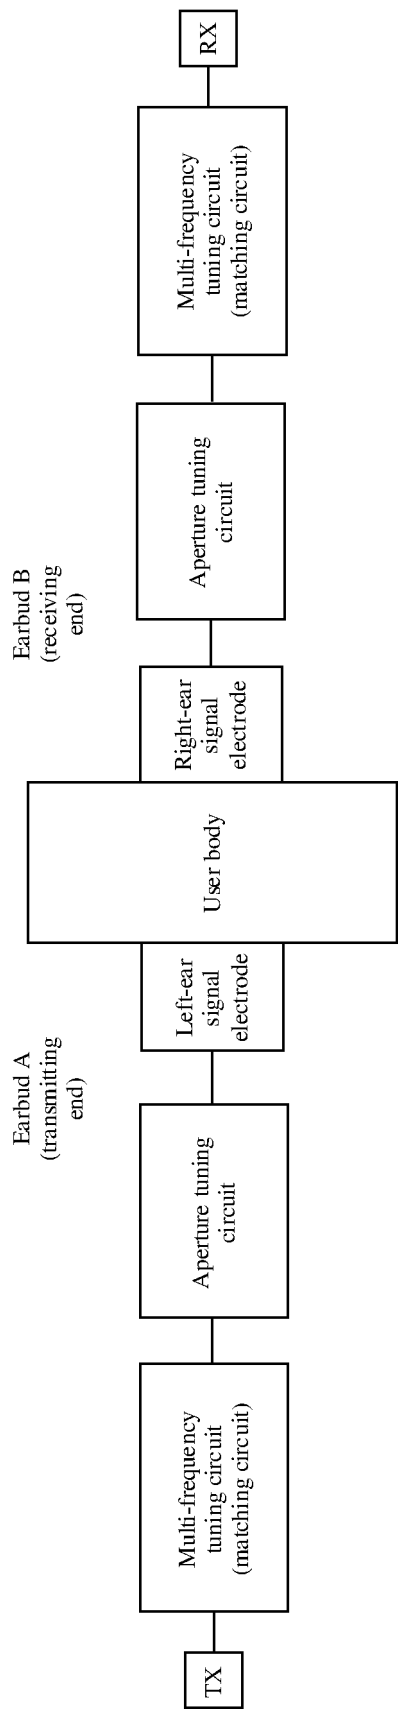 Earbud A
(transmitting
end)
Earbud B
(receiving
end)
TX
Multi-frequency
tuning circuit
(matching circuit)
Aperture tuning
circuit
Left-ear
signal
electrode
User body
Right-ear
signal
electrode
Aperture tuning
circuit
Multi-frequency
tuning circuit
(matching circuit)
RX